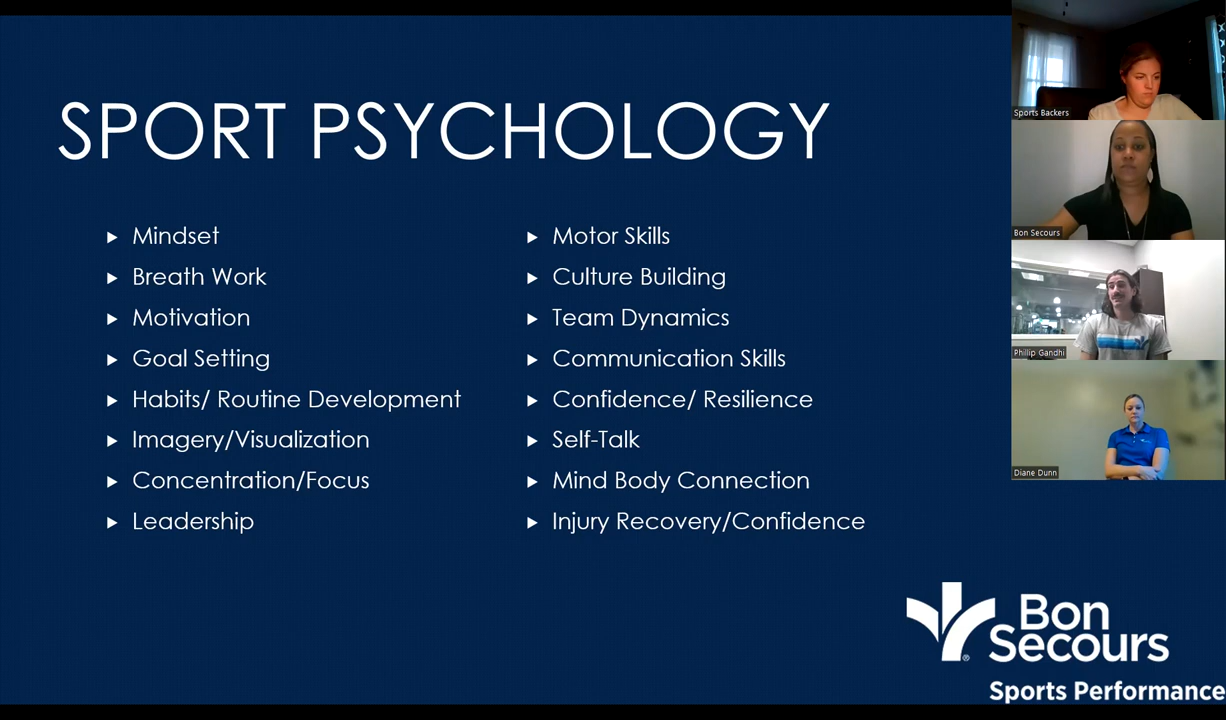 SPORT PSYCHOLOGY
Mindset
Breath Work
Motivation
Goal Setting
Habits/ Routine Development
Imagery/Visualization
Concentration/Focus
Leadership
Motor Skills
Culture Building
Team Dynamics
Communication Skills
Confidence/ Resilience
Self-Talk
Mind Body Connection
Injury Recovery/Confidence
Bon
Secours
®
Sports Performance
Sports Backers
Bon Secours
Phillip Gandhi
Diane Dunn